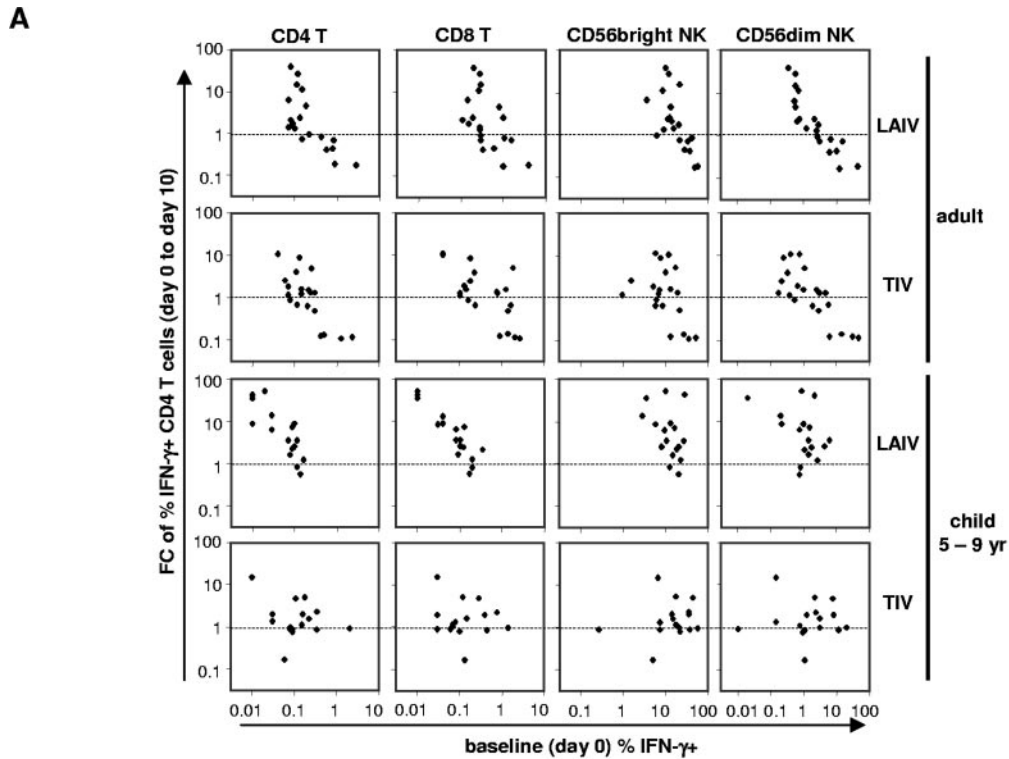 A
CD4 T CD8 T CD56bright NK CD56dim NK
100
10
1
0.1
LAIV
100
10
1
0.1
TIV
adult
100
10
1
0.1
LAIV
100
10
1
0.1
TIV
child
5 – 9 yr
FC of % IFN-γ+ CD4 T cells (day 0 to day 10)
0.01 0.1 1 10 0.01 0.1 1 10 0.1 1 10 100 0.01 0.1 1 10 100
baseline (day 0) % IFN-γ+